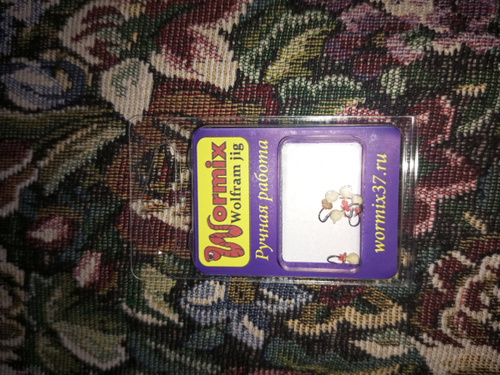 Wormix
Wolfram jig
Ручная работа
wormix37.ru